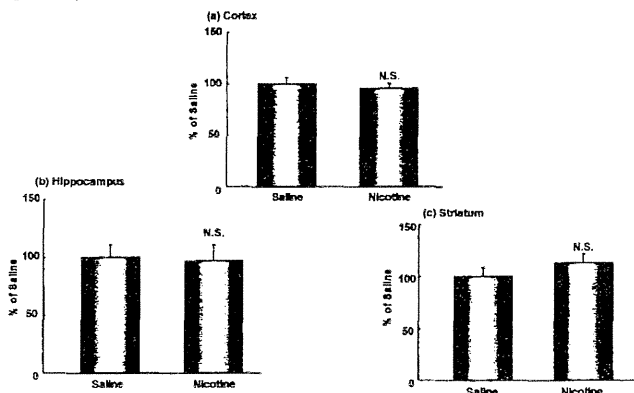 (a) Cortex
150
100
50
0
% of Saline
N.S.
Saline Nicotine
(b) Hippocampus
150
100
50
0
% of Saline
N.S.
Saline Nicotine
(c) Striatum
150
100
50
0
% of Saline
N.S.
Saline Nicotine